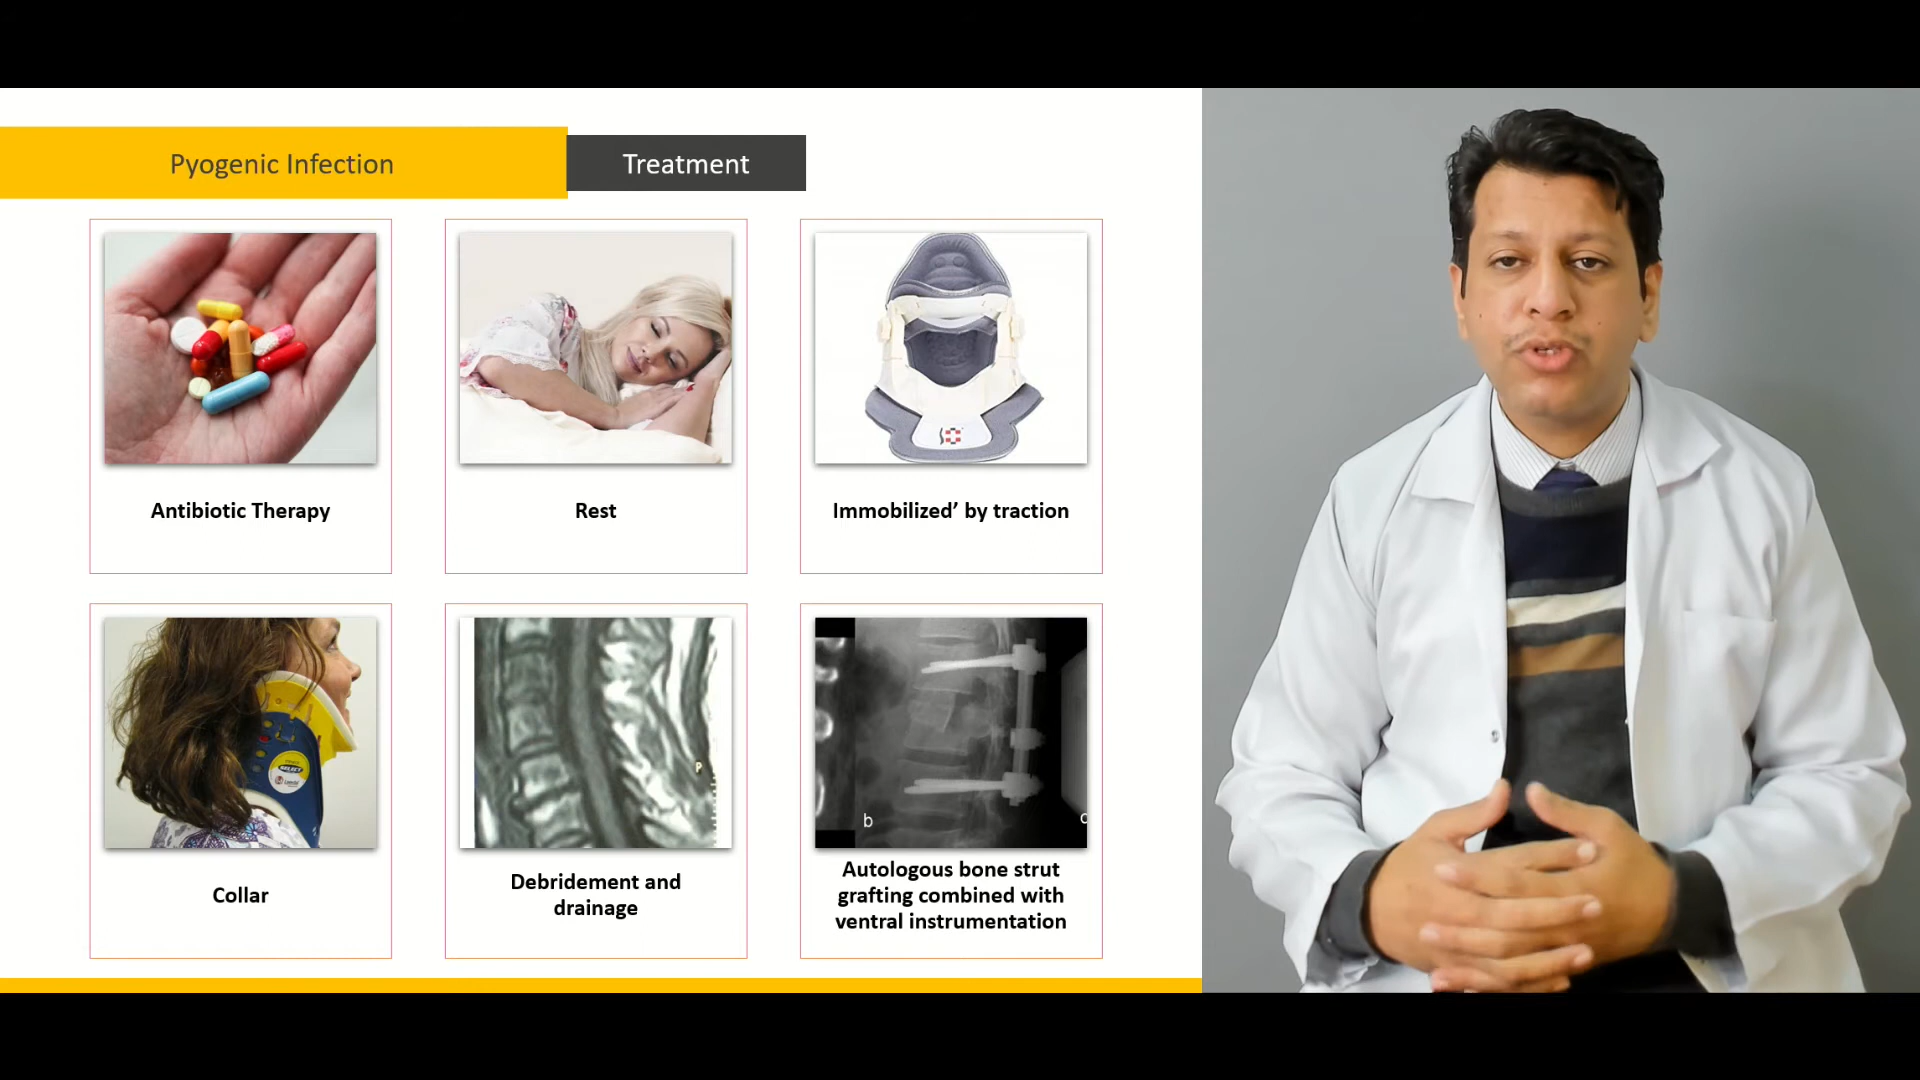 Pyogenic Infection
Treatment
Antibiotic Therapy
Rest
Immobilized’ by traction
SELECT
P
b
c
Collar
Debridement and
drainage
Autologous bone strut
grafting combined with
ventral instrumentation